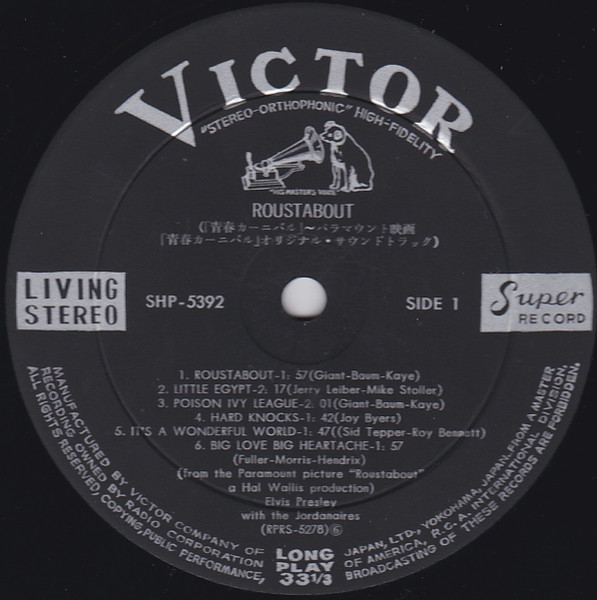 VICTOR
"STEREO-ORTHOPHONIC" HIGH-FIDELITY
"HIS MASTER'S VOICE"
ROUSTABOUT
(『青春カーニバル』〜パラマウント映画
『青春カーニバル』オリジナル・サウンドトラック)
LIVING
STEREO
SHP-5392
SIDE 1
Super
RECORD
1. ROUSTABOUT-1: 57(Giant-Baum-Kaye)
2. LITTLE EGYPT-2: 17(Jerry Leiber-Mike Stoller)
3. POISON IVY LEAGUE-2: 01(Giant-Baum-Kaye)
4. HARD KNOCKS-1: 42(Joy Byers)
5. IT'S A WONDERFUL WORLD-1: 47((Sid Tepper-Roy Bennett)
6. BIG LOVE BIG HEARTACHE-1: 57
(Fuller-Morris-Hendrix)
(from the Paramount picture "Roustabout"
a Hal Wallis production)
Elvis Presley
with the Jordanaires
(RPRS-5278)⑥
MANUFACTURED BY VICTOR COMPANY OF JAPAN, LTD., YOKOHAMA, JAPAN. FROM A MASTER
RECORDING OWNED BY RADIO CORPORATION OF AMERICA, R.C.A. INTERNATIONAL DIVISION.
ALL RIGHTS RESERVED, COPYING, PUBLIC PERFORMANCE, BROADCASTING OF THESE RECORDS ARE FORBIDDEN.
LONG
PLAY
33 1/3